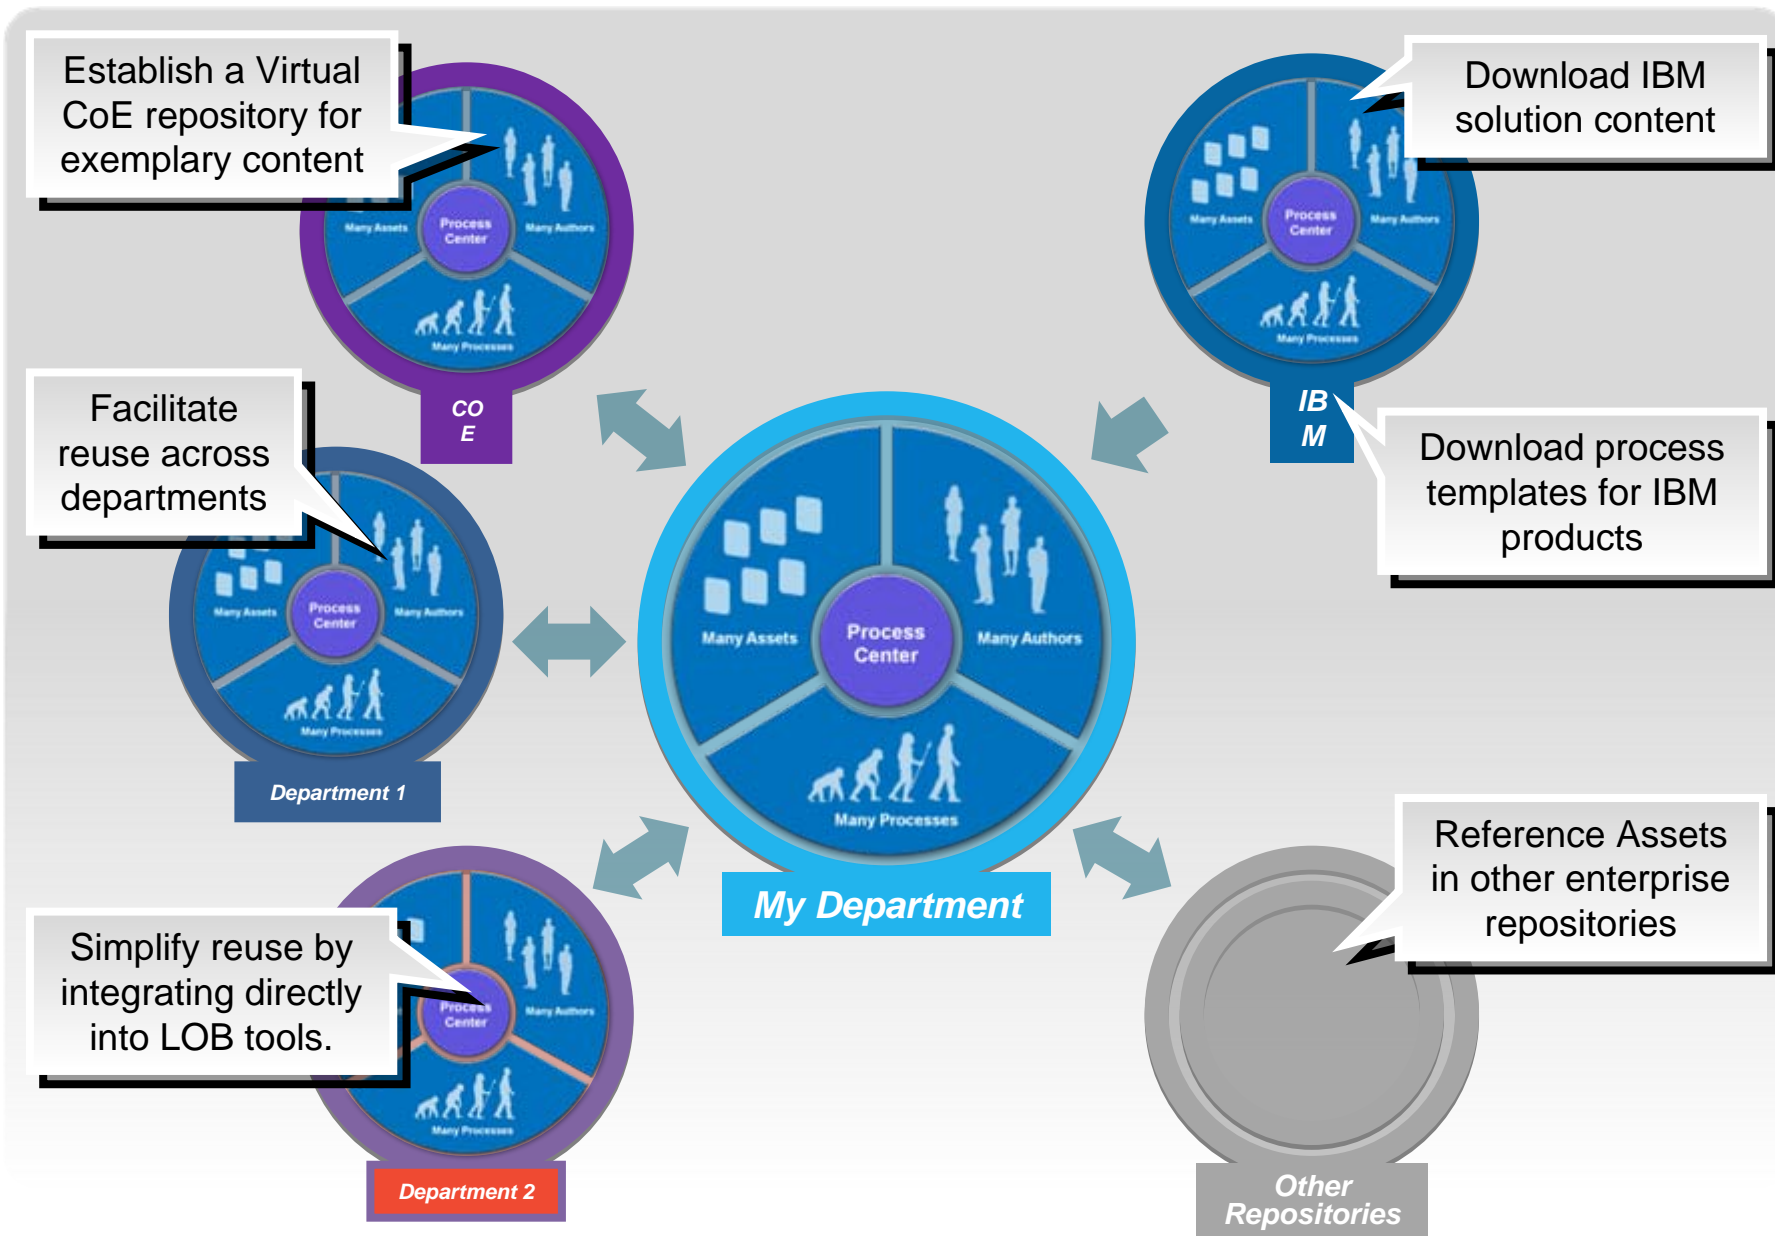 Establish a Virtual
CoE repository for
exemplary content
Many Assets
Process
Center
Many Authors
Many Processes
CO
E
Download IBM
solution content
Many Assets
Process
Center
Many Authors
Many Processes
IB
M
Download process
templates for IBM
products
Facilitate
reuse across
departments
Many Assets
Process
Center
Many Authors
Many Processes
Department 1
Many Assets
Process
Center
Many Authors
Many Processes
My Department
Simplify reuse by
integrating directly
into LOB tools.
Process
Center
Many Authors
Many Processes
Department 2
Reference Assets
in other enterprise
repositories
Other
Repositories